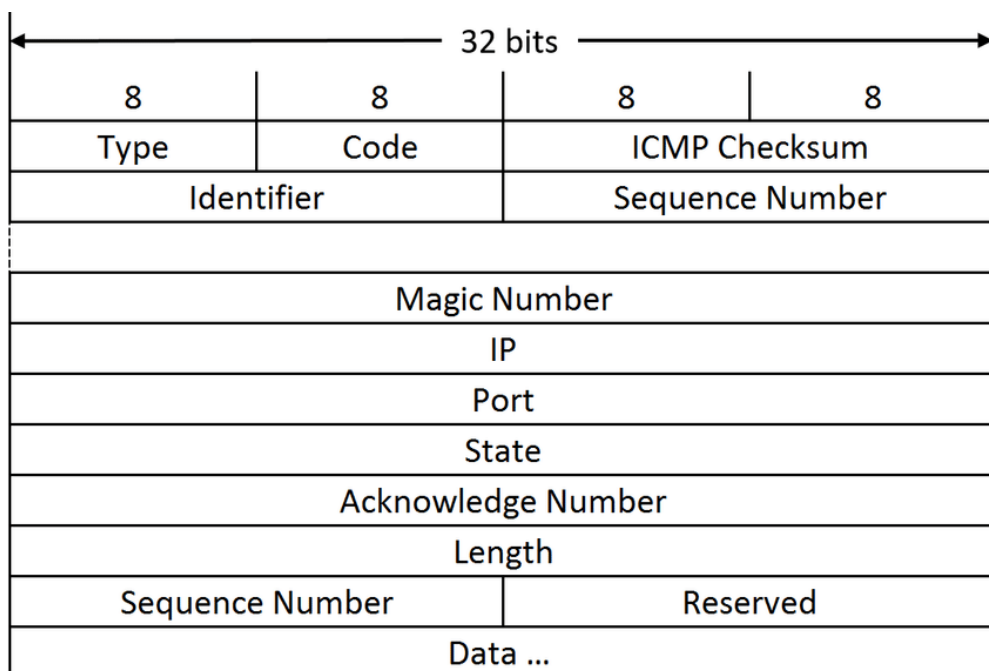 32 bits
8 8 8 8
Type Code ICMP Checksum
Identifier Sequence Number
Magic Number
IP
Port
State
Acknowledge Number
Length
Sequence Number Reserved
Data ...